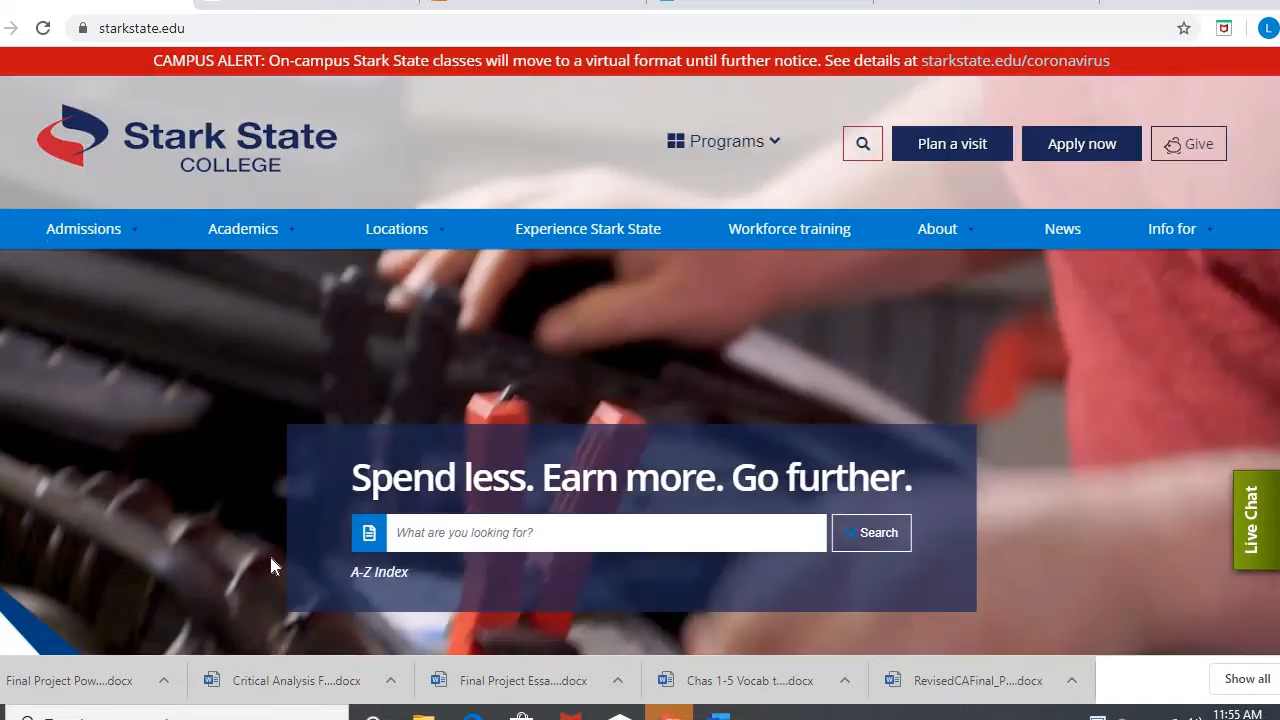 starkstate.edu
L
CAMPUS ALERT: On-campus Stark State classes will move to a virtual format until further notice. See details at starkstate.edu/coronavirus
Stark State
COLLEGE
Programs
Plan a visit
Apply now
Give
Admissions
Academics
Locations
Experience Stark State
Workforce training
About
News
Info for
Spend less. Earn more. Go further.
What are you looking for?
Search
A-Z Index
Live Chat
Final Project Pow....docx
Critical Analysis F....docx
Final Project Essa....docx
Chas 1-5 Vocab t....docx
RevisedCAFinal_P....docx
Show all
11:55 AM